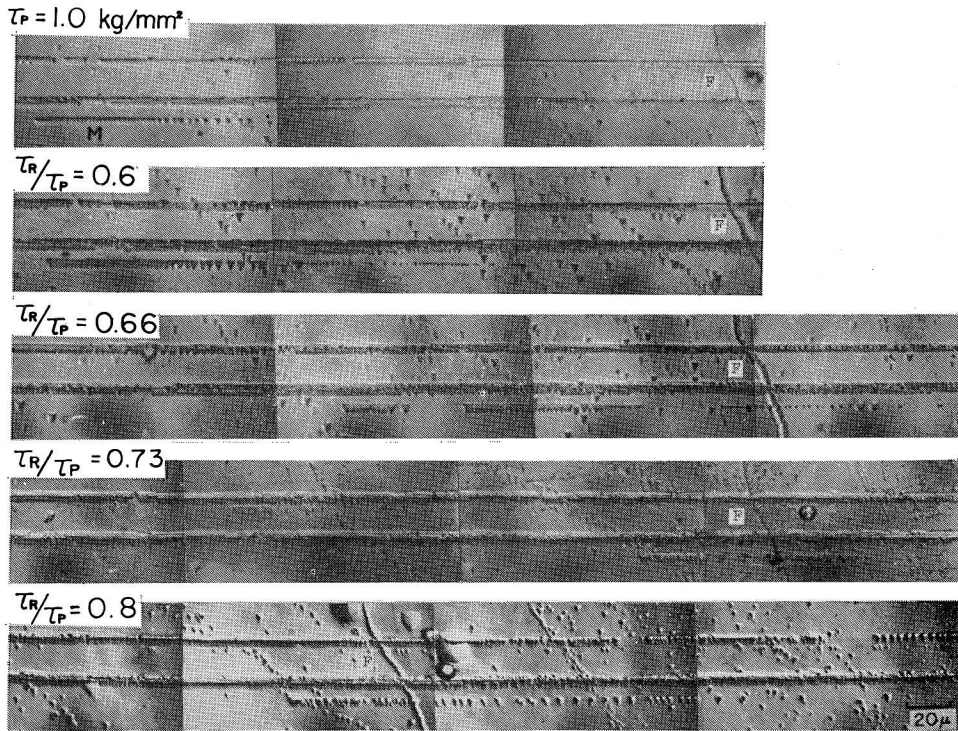 τP = 1.0 kg/mm²
F
M
τR/τP = 0.6
F
τR/τP = 0.66
F
τR/τP = 0.73
F
τR/τP = 0.8
F
20μ